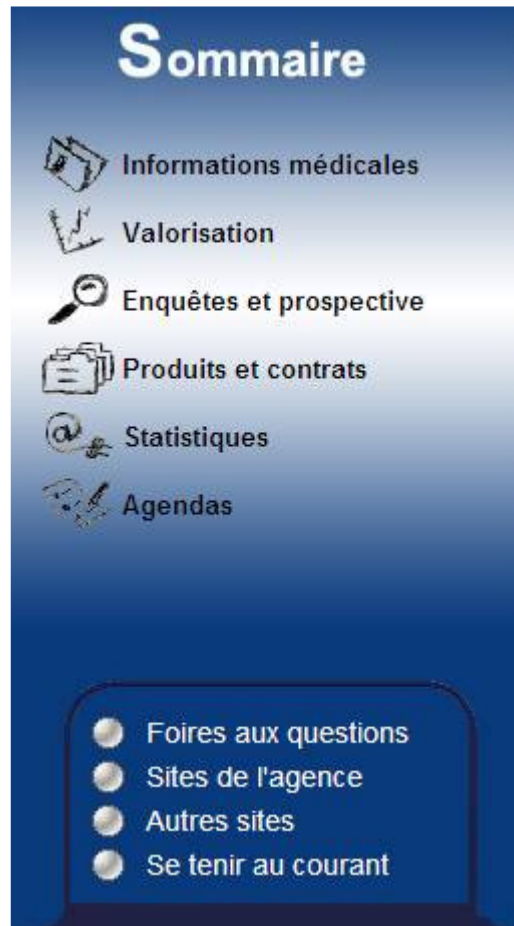 Sommaire
Informations médicales
Valorisation
Enquêtes et prospective
Produits et contrats
@ Statistiques
Agendas
Foires aux questions
Sites de l'agence
Autres sites
Se tenir au courant